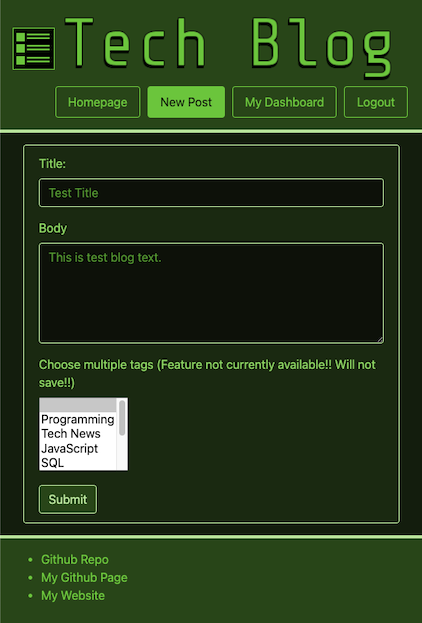 Tech Blog
Homepage New Post My Dashboard Logout
Title:
Test Title
Body
This is test blog text.
Choose multiple tags (Feature not currently available!! Will not
save!!)
Programming
Tech News
JavaScript
SQL
Submit
Github Repo
My Github Page
My Website